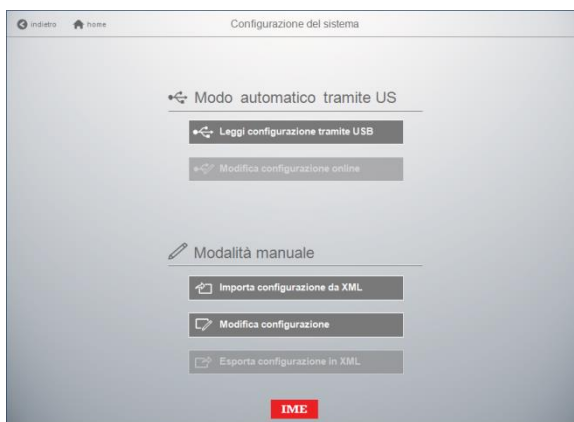 indietro home Configurazione del sistema
Modo automatico tramite US
Leggi configurazione tramite USB
Modifica configurazione online
Modalità manuale
Importa configurazione da XML
Modifica configurazione
Esporta configurazione in XML
IME